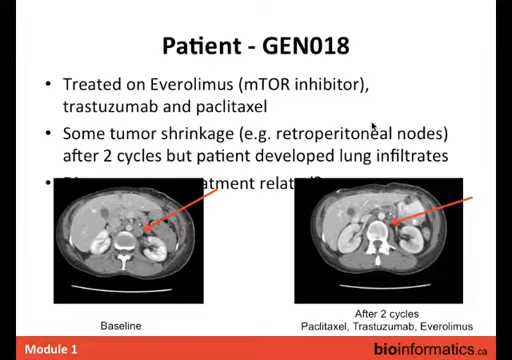 Patient - GEN018
• Treated on Everolimus (mTOR inhibitor),
trastuzumab and paclitaxel
• Some tumor shrinkage (e.g. retroperitoneal nodes)
after 2 cycles but patient developed lung infiltrates
•
Baseline
After 2 cycles
Paclitaxel, Trastuzumab, Everolimus
Module 1
bioinformatics.ca